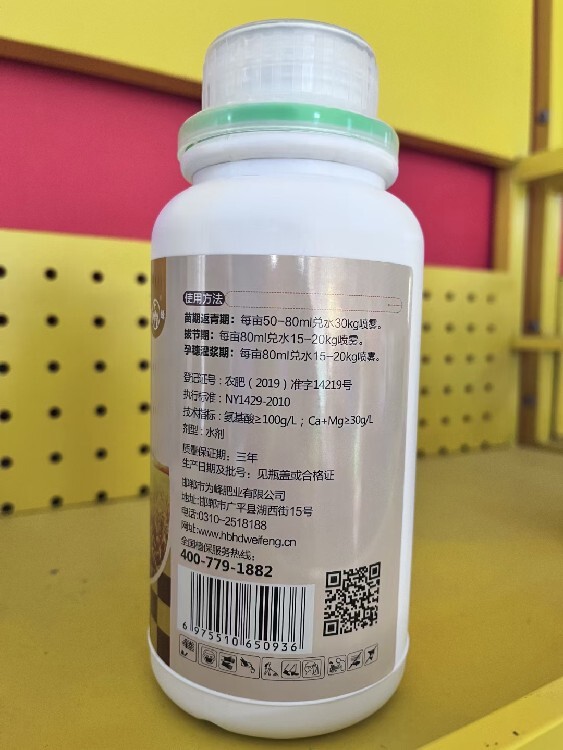 使用方法
苗期返青期：每亩50-80ml兑水30kg喷雾。
拔节期：每亩80ml兑水15-20kg喷雾。
孕穗灌浆期：每亩80ml兑水15-20kg喷雾。
登记证号：农肥（2019）准字14219号
执行标准：NY1429-2010
技术指标：氨基酸≥100g/L；Ca+Mg≥30g/L
剂型：水剂
质量保证期：三年
生产日期及批号：见瓶盖或合格证
邯郸市为峰肥业有限公司
地址：邯郸市广平县湖西街15号
电话：0310-2518188
网址：www.hbhdweifeng.cn
全国植保服务热线：
400-779-1882
6 975510 650936